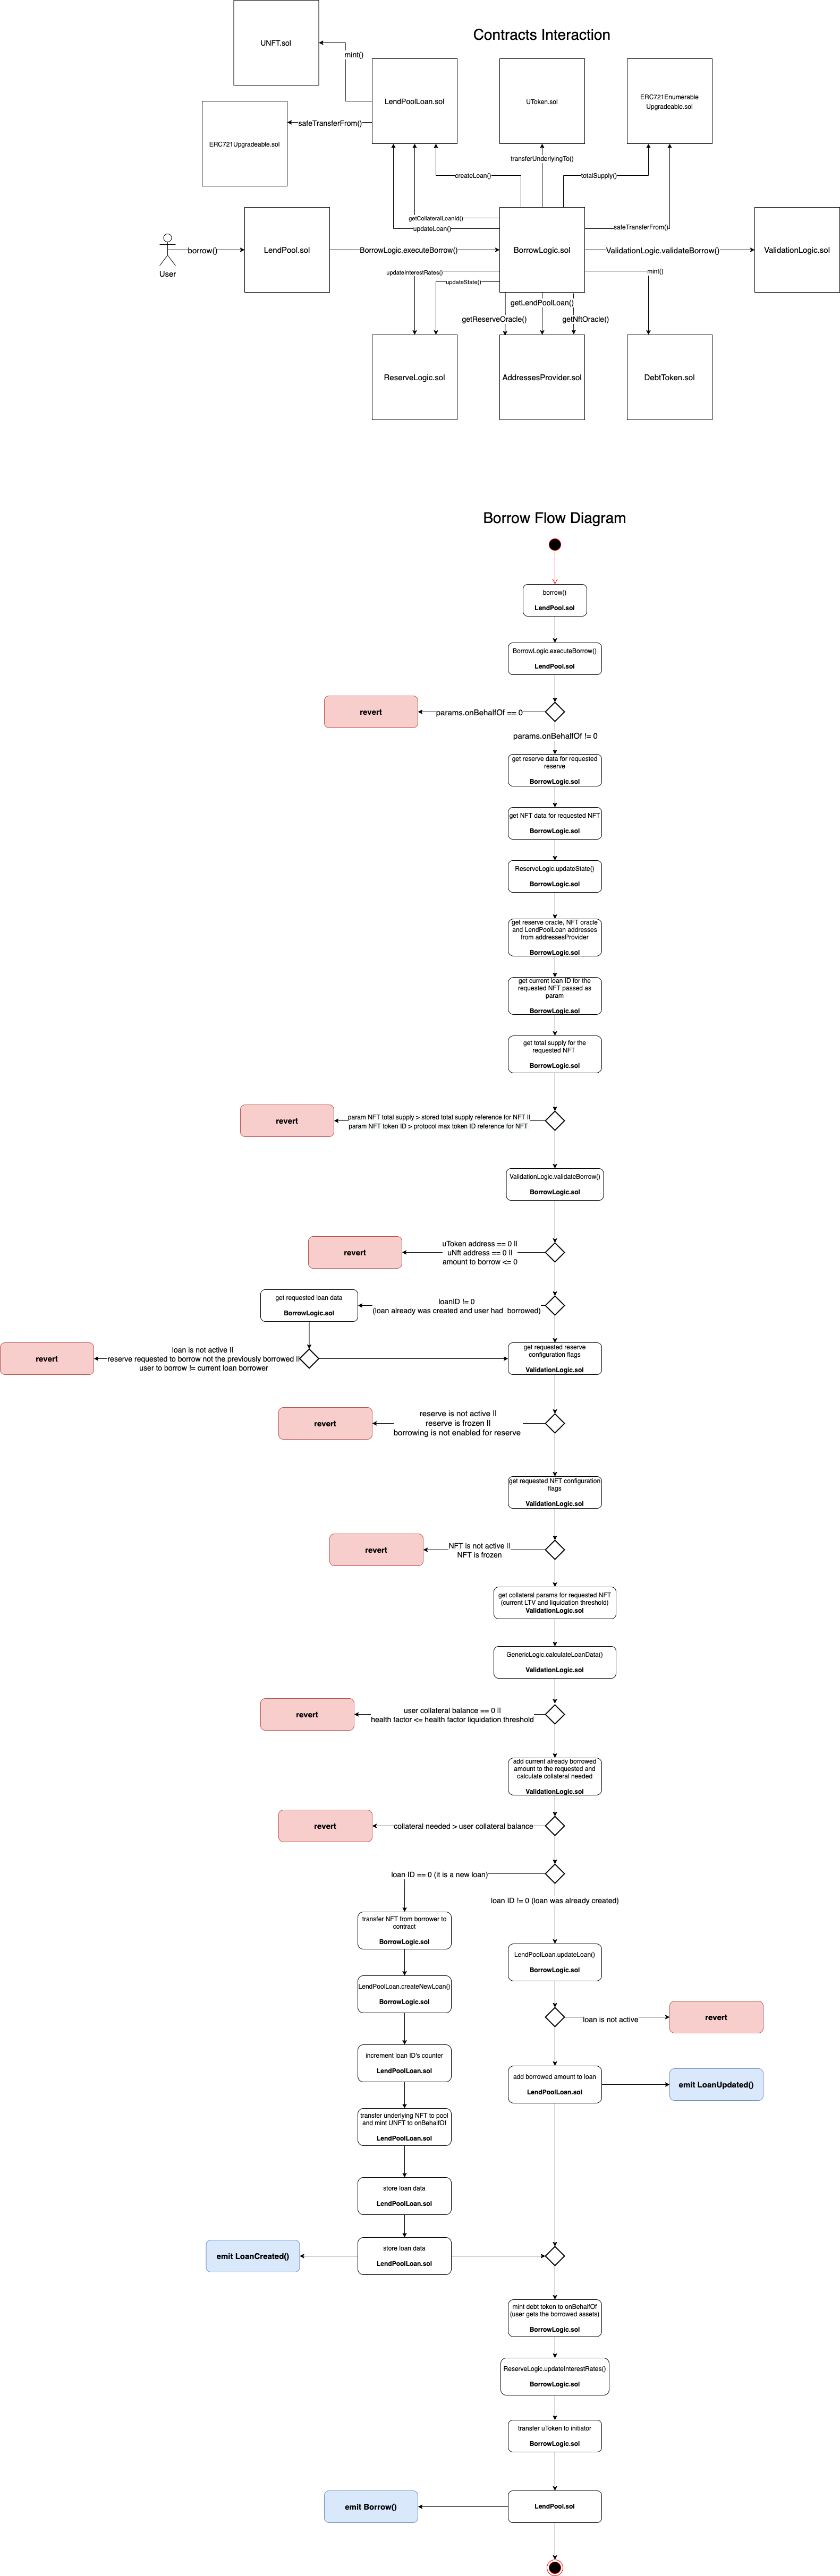 Contracts Interaction
UNFT.sol
mint()
LendPoolLoan.sol
UToken.sol
ERC721Enumerable
Upgradeable.sol
safeTransferFrom()
ERC721Upgradeable.sol
transferUnderlyingTo()
createLoan()
totalSupply()
getCollateralLoanId()
updateLoan()
safeTransferFrom()
User
borrow()
LendPool.sol
BorrowLogic.executeBorrow()
BorrowLogic.sol
ValidationLogic.validateBorrow()
ValidationLogic.sol
updateInterestRates()
mint()
updateState()
getLendPoolLoan()
getReserveOracle()
getNftOracle()
ReserveLogic.sol
AddressesProvider.sol
DebtToken.sol
Borrow Flow Diagram
borrow()
LendPool.sol
BorrowLogic.executeBorrow()
LendPool.sol
revert
params.onBehalfOf == 0
params.onBehalfOf != 0
get reserve data for requested
reserve
BorrowLogic.sol
get NFT data for requested NFT
BorrowLogic.sol
ReserveLogic.updateState()
BorrowLogic.sol
get reserve oracle, NFT oracle
and LendPoolLoan addresses
from addressesProvider
BorrowLogic.sol
get current loan ID for the
requested NFT passed as
param
BorrowLogic.sol
get total supply for the
requested NFT
BorrowLogic.sol
revert
param NFT total supply > stored total supply reference for NFT ||
param NFT token ID > protocol max token ID reference for NFT
ValidationLogic.validateBorrow()
BorrowLogic.sol
revert
uToken address == 0 ||
uNft address == 0 ||
amount to borrow <= 0
get requested loan data
BorrowLogic.sol
loanID != 0
(loan already was created and user had borrowed)
revert
loan is not active ||
reserve requested to borrow not the previously borrowed ||
user to borrow != current loan borrower
get requested reserve
configuration flags
ValidationLogic.sol
revert
reserve is not active ||
reserve is frozen ||
borrowing is not enabled for reserve
get requested NFT configuration
flags
ValidationLogic.sol
revert
NFT is not active ||
NFT is frozen
get collateral params for requested NFT
(current LTV and liquidation threshold)
ValidationLogic.sol
GenericLogic.calculateLoanData()
ValidationLogic.sol
revert
user collateral balance == 0 ||
health factor <= health factor liquidation threshold
add current already borrowed
amount to the requested and
calculate collateral needed
ValidationLogic.sol
revert
collateral needed > user collateral balance
loan ID == 0 (it is a new loan)
loan ID != 0 (loan was already created)
transfer NFT from borrower to
contract
BorrowLogic.sol
LendPoolLoan.updateLoan()
BorrowLogic.sol
LendPoolLoan.createNewLoan()
BorrowLogic.sol
loan is not active
revert
increment loan ID's counter
LendPoolLoan.sol
add borrowed amount to loan
LendPoolLoan.sol
emit LoanUpdated()
transfer underlying NFT to pool
and mint UNFT to onBehalfOf
LendPoolLoan.sol
store loan data
LendPoolLoan.sol
emit LoanCreated()
store loan data
LendPoolLoan.sol
mint debt token to onBehalfOf
(user gets the borrowed assets)
BorrowLogic.sol
ReserveLogic.updateInterestRates()
BorrowLogic.sol
transfer uToken to initiator
BorrowLogic.sol
emit Borrow()
LendPool.sol